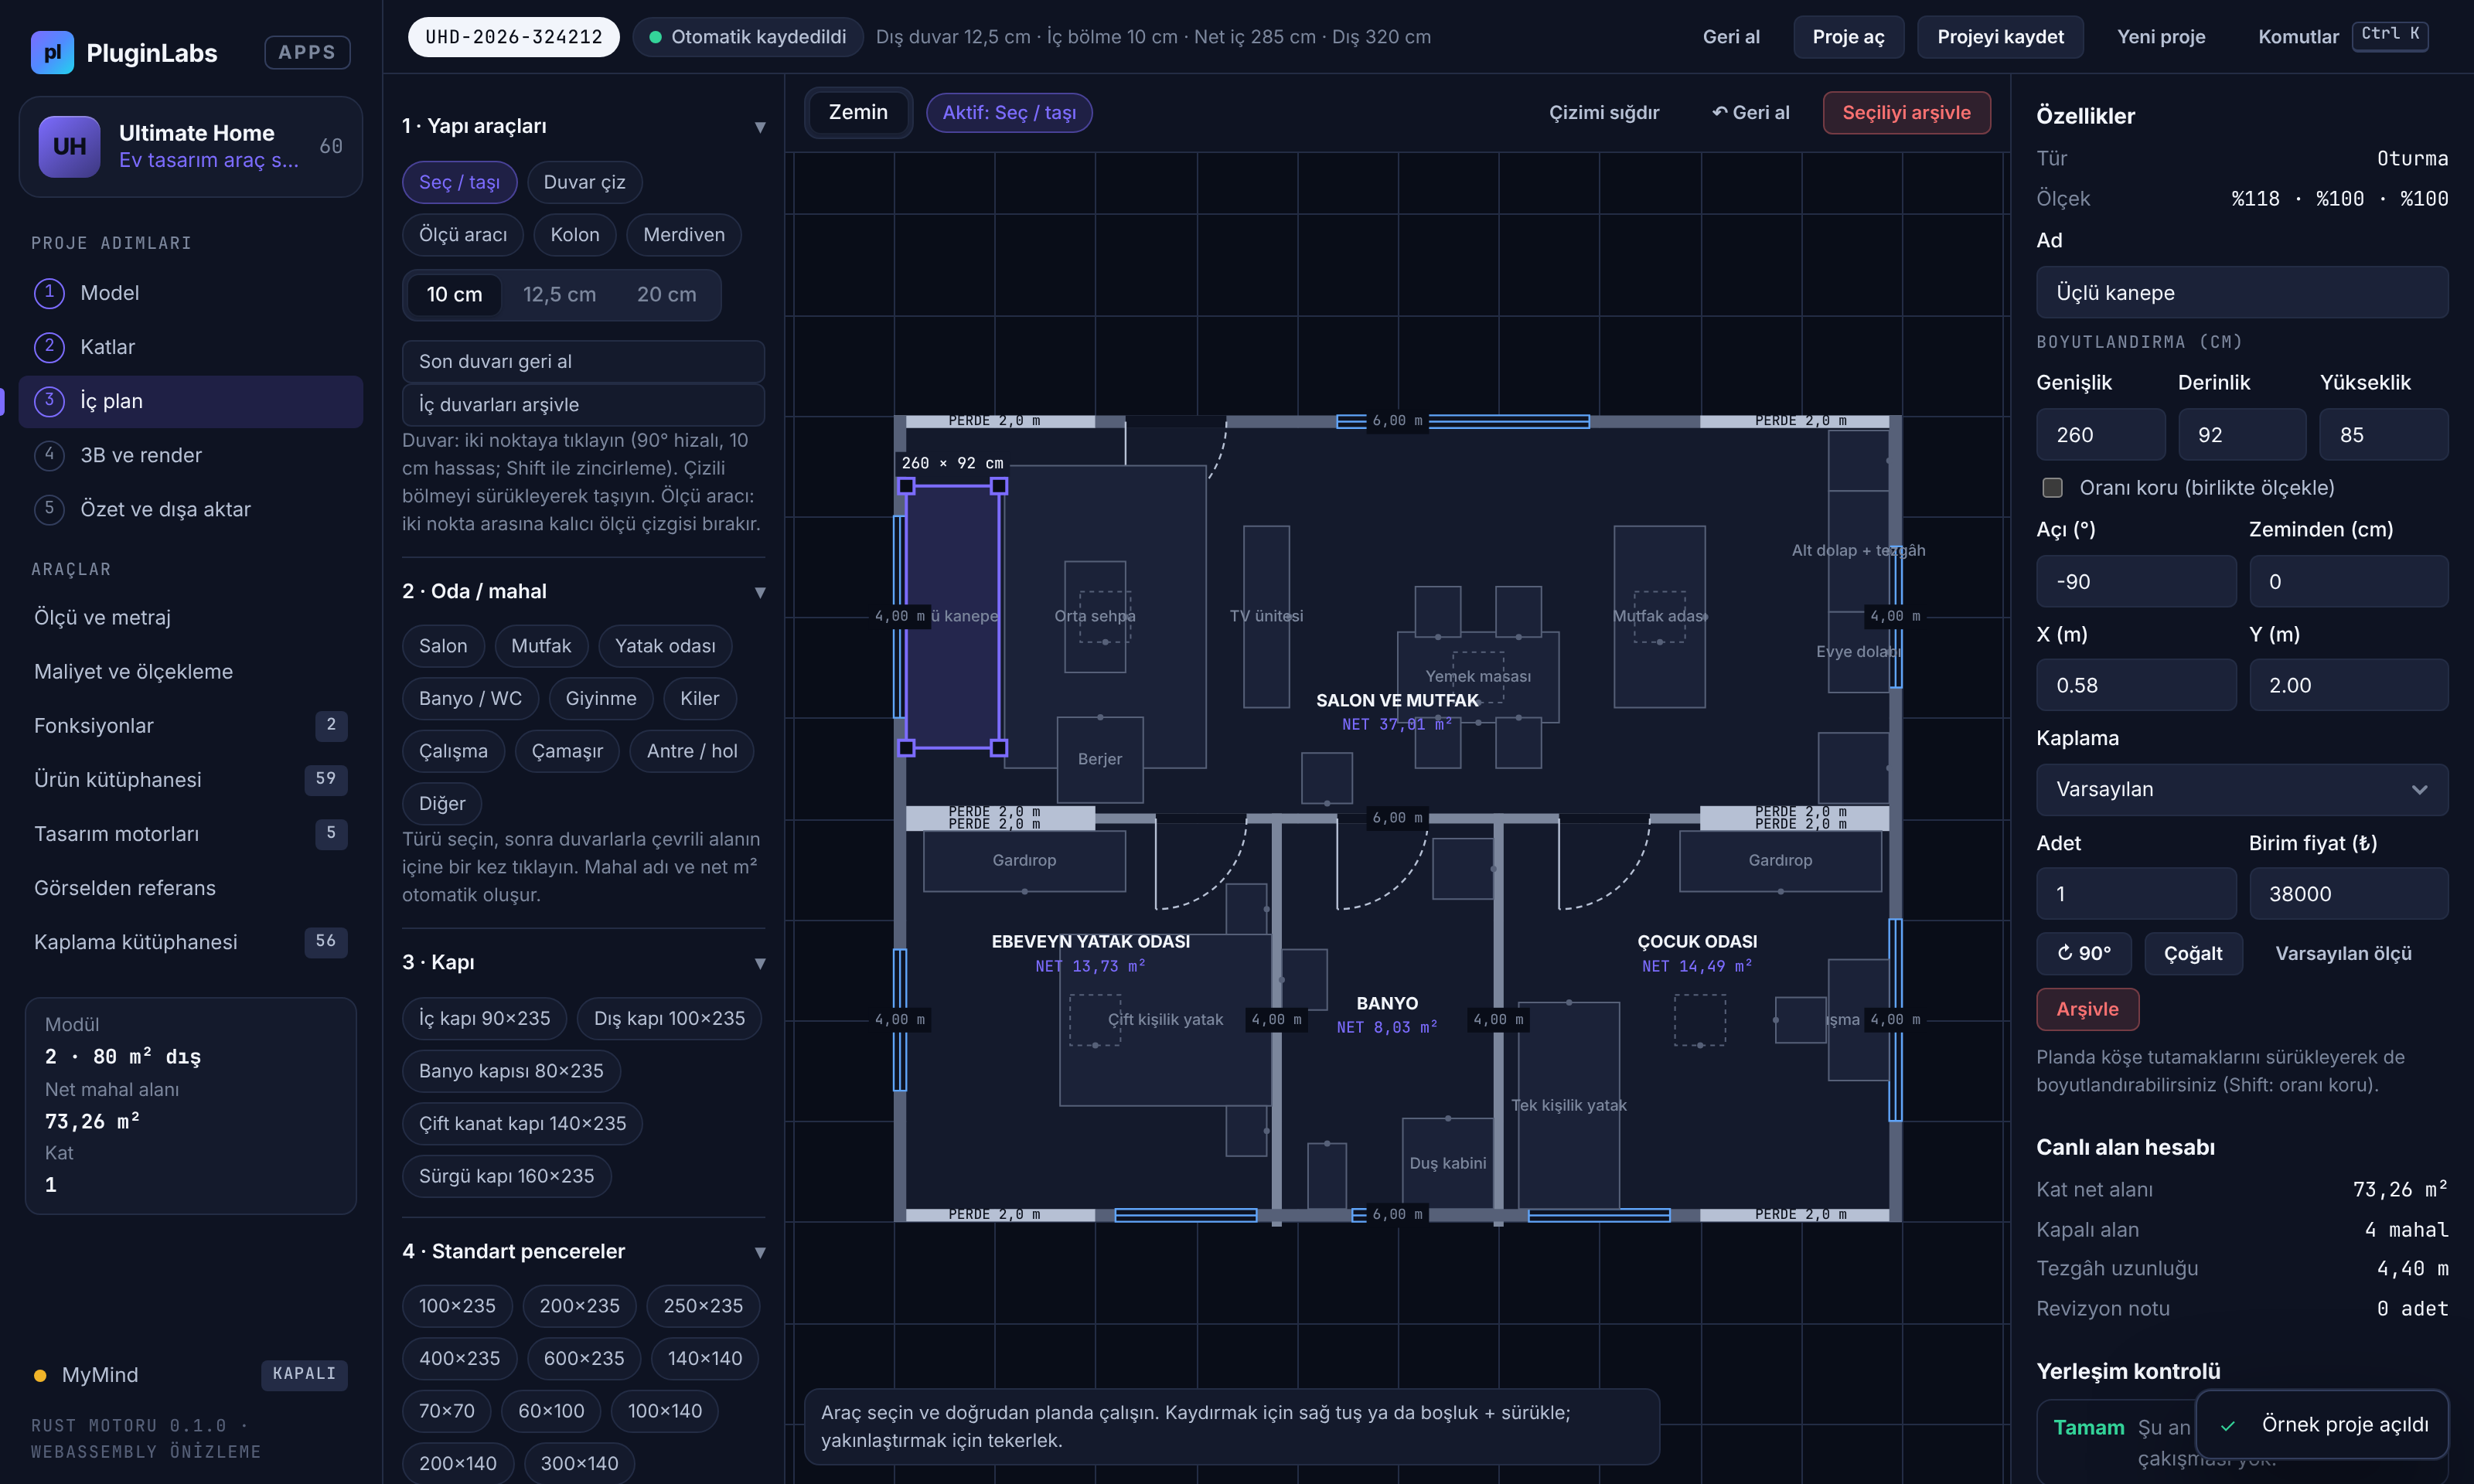 pl PluginLabs APPS
UH Ultimate Home 60
Ev tasarım araç s...
PROJE ADIMLARI
1 Model
2 Katlar
3 İç plan
4 3B ve render
5 Özet ve dışa aktar
ARAÇLAR
Ölçü ve metraj
Maliyet ve ölçekleme
Fonksiyonlar 2
Ürün kütüphanesi 59
Tasarım motorları 5
Görselden referans
Kaplama kütüphanesi 56
Modül
2 · 80 m² dış
Net mahal alanı
73,26 m²
Kat
1
MyMind KAPALI
RUST MOTORU 0.1.0 ·
WEBASSEMBLY ÖNİZLEME
UHD-2026-324212 Otomatik kaydedildi Dış duvar 12,5 cm · İç bölme 10 cm · Net iç 285 cm · Dış 320 cm Geri al Proje aç Projeyi kaydet Yeni proje Komutlar Ctrl K
1 · Yapı araçları ▾
Seç / taşı Duvar çiz
Ölçü aracı Kolon Merdiven
10 cm 12,5 cm 20 cm
Son duvarı geri al
İç duvarları arşivle
Duvar: iki noktaya tıklayın (90° hizalı, 10
cm hassas; Shift ile zincirleme). Çizili
bölmeyi sürükleyerek taşıyın. Ölçü aracı:
iki nokta arasına kalıcı ölçü çizgisi bırakır.
2 · Oda / mahal ▾
Salon Mutfak Yatak odası
Banyo / WC Giyinme Kiler
Çalışma Çamaşır Antre / hol
Diğer
Türü seçin, sonra duvarlarla çevrili alanın
içine bir kez tıklayın. Mahal adı ve net m²
otomatik oluşur.
3 · Kapı ▾
İç kapı 90×235 Dış kapı 100×235
Banyo kapısı 80×235
Çift kanat kapı 140×235
Sürgü kapı 160×235
4 · Standart pencereler ▾
100×235 200×235 250×235
400×235 600×235 140×140
70×70 60×100 100×140
200×140 300×140
Zemin Aktif: Seç / taşı Çizimi sığdır ↶ Geri al Seçiliyi arşivle
PERDE 2,0 m 6,00 m PERDE 2,0 m
260 × 92 cm
Alt dolap + tezgâh
4,00 m ü kanepe Orta sehpa TV ünitesi Mutfak adası 4,00 m
Evye dolabı
Yemek masası
SALON VE MUTFAK
NET 37,01 m²
Berjer
PERDE 2,0 m 6,00 m PERDE 2,0 m
PERDE 2,0 m PERDE 2,0 m
Gardırop Gardırop
EBEVEYN YATAK ODASI ÇOCUK ODASI
NET 13,73 m² NET 14,49 m²
BANYO
NET 8,03 m²
4,00 m Çift kişilik yatak 4,00 m 4,00 m ışma 4,00 m
Tek kişilik yatak
Duş kabini
PERDE 2,0 m 6,00 m PERDE 2,0 m
Araç seçin ve doğrudan planda çalışın. Kaydırmak için sağ tuş ya da boşluk + sürükle;
yakınlaştırmak için tekerlek.
Özellikler
Tür Oturma
Ölçek %118 · %100 · %100
Ad
Üçlü kanepe
BOYUTLANDIRMA (CM)
Genişlik Derinlik Yükseklik
260 92 85
Oranı koru (birlikte ölçekle)
Açı (°) Zeminden (cm)
-90 0
X (m) Y (m)
0.58 2.00
Kaplama
Varsayılan
Adet Birim fiyat (₺)
1 38000
↻ 90° Çoğalt Varsayılan ölçü
Arşivle
Planda köşe tutamaklarını sürükleyerek de
boyutlandırabilirsiniz (Shift: oranı koru).
Canlı alan hesabı
Kat net alanı 73,26 m²
Kapalı alan 4 mahal
Tezgâh uzunluğu 4,40 m
Revizyon notu 0 adet
Yerleşim kontrolü
Tamam Şu an
✓ Örnek proje açıldı